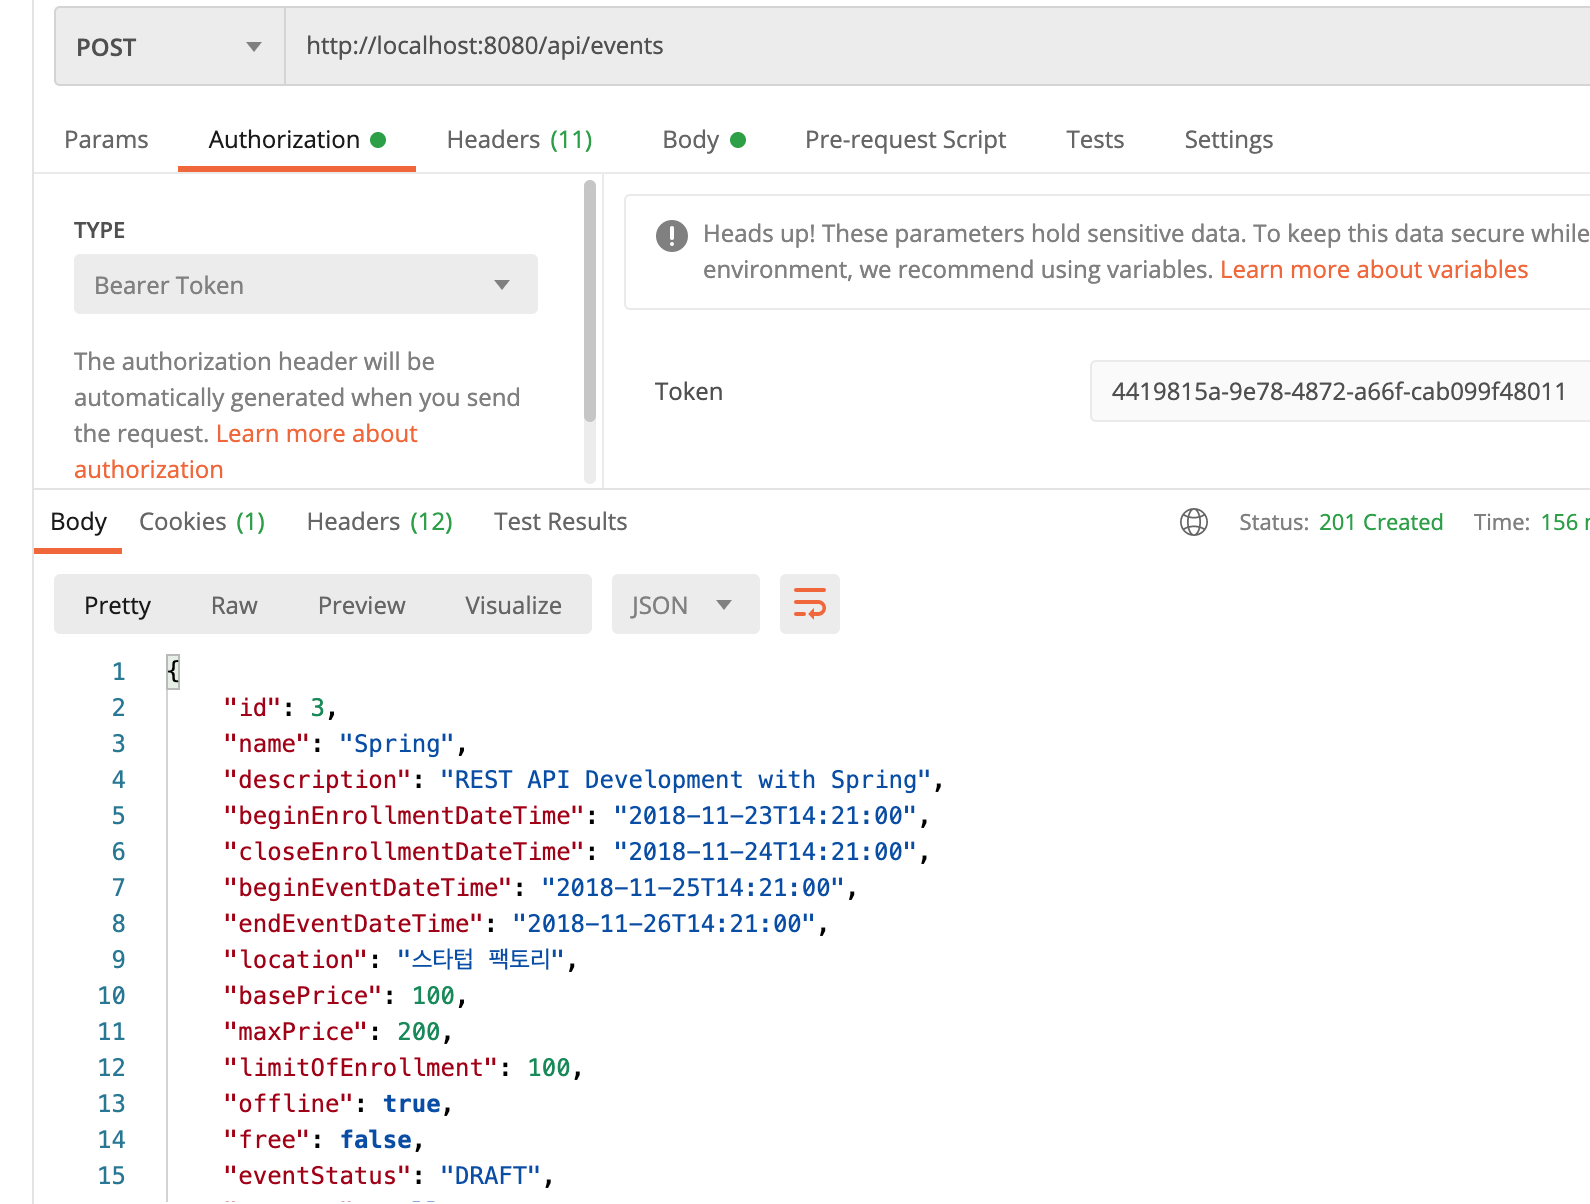 POST http://localhost:8080/api/events
Params Authorization Headers (11) Body Pre-request Script Tests Settings
TYPE
Bearer Token
The authorization header will be
automatically generated when you send
the request. Learn more about
authorization
Heads up! These parameters hold sensitive data. To keep this data secure while
environment, we recommend using variables. Learn more about variables
Token 4419815a-9e78-4872-a66f-cab099f48011
Body Cookies (1) Headers (12) Test Results Status: 201 Created Time: 156
Pretty Raw Preview Visualize JSON
1 {
2 "id": 3,
3 "name": "Spring",
4 "description": "REST API Development with Spring",
5 "beginEnrollmentDateTime": "2018-11-23T14:21:00",
6 "closeEnrollmentDateTime": "2018-11-24T14:21:00",
7 "beginEventDateTime": "2018-11-25T14:21:00",
8 "endEventDateTime": "2018-11-26T14:21:00",
9 "location": "스타텁 팩토리",
10 "basePrice": 100,
11 "maxPrice": 200,
12 "limitOfEnrollment": 100,
13 "offline": true,
14 "free": false,
15 "eventStatus": "DRAFT",